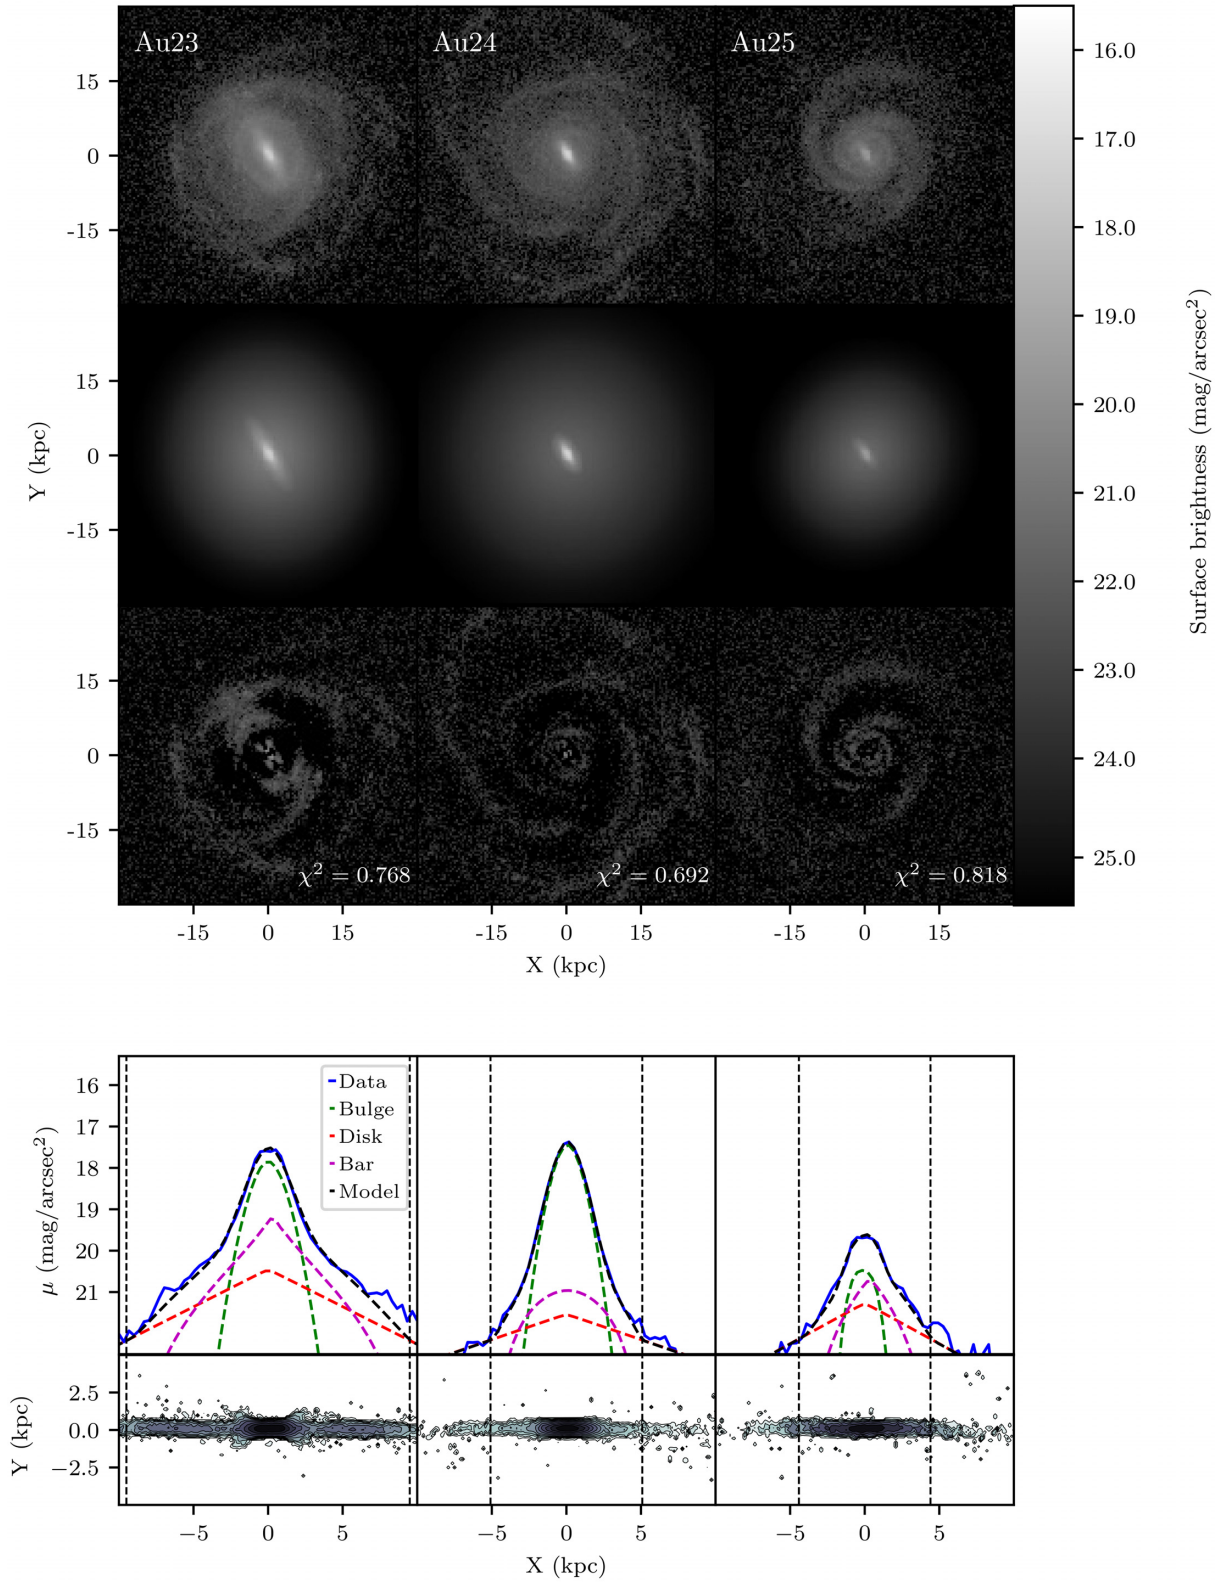 Au23 Au24 Au25
15
0
-15
15
0
-15
15
0
-15
Y (kpc)
χ² = 0.768 χ² = 0.692 χ² = 0.818
-15 0 15 -15 0 15 -15 0 15
X (kpc)
16.0
17.0
18.0
19.0
20.0
21.0
22.0
23.0
24.0
25.0
Surface brightness (mag/arcsec²)
16
17
18
19
20
21
μ (mag/arcsec²)
Data
Bulge
Disk
Bar
Model
2.5
0.0
−2.5
Y (kpc)
−5 0 5 −5 0 5 −5 0 5
X (kpc)